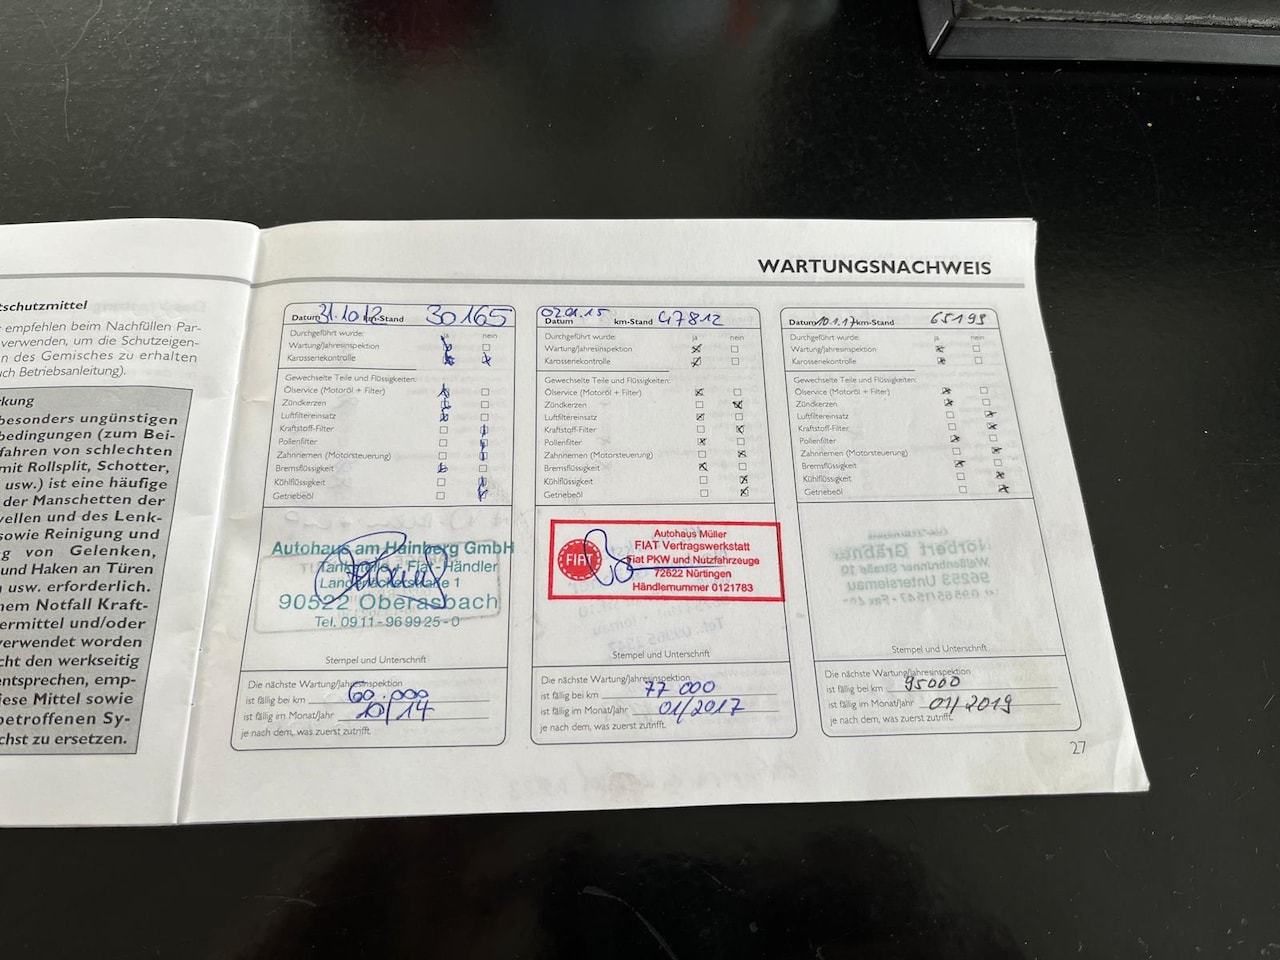 tschutzmittel
empfehlen beim Nachfüllen Par-
verwenden, um die Schutzeigen-
n des Gemisches zu erhalten
uch Betriebsanleitung).
rkung
besonders ungünstigen
bedingungen (zum Bei-
fahren von schlechten
mit Rollsplit, Schotter,
usw.) ist eine häufige
der Manschetten der
vellen und des Lenk-
sowie Reinigung und
g von Gelenken,
und Haken an Türen
usw. erforderlich.
nem Notfall Kraft-
ermittel und/oder
verwendet worden
cht den werkseitig
entsprechen, emp-
iese Mittel sowie
betroffenen Sy-
chst zu ersetzen.
WARTUNGSNACHWEIS
Datum 31.10.12 km-Stand 30165
Durchgeführt wurde: ja nein
Wartung/Jahresinspektion
Karosseriekontrolle
Gewechselte Teile und Flüssigkeiten:
Ölservice (Motoröl + Filter)
Zündkerzen
Luftfiltereinsatz
Kraftstoff-Filter
Pollenfilter
Zahnriemen (Motorsteuerung)
Bremsflüssigkeit
Kühlflüssigkeit
Getriebeöl
Autohaus am Hainberg GmbH
Tankstelle + Fiat-Händler
90522 Oberasbach
Tel. 0911-969925-0
Stempel und Unterschrift
Die nächste Wartung/Jahresinspektion
ist fällig bei km 60.000
ist fällig im Monat/Jahr 10/14
je nach dem, was zuerst zutrifft.
Datum 02.01.15 km-Stand 47812
Durchgeführt wurde: ja nein
Wartung/Jahresinspektion
Karosseriekontrolle
Gewechselte Teile und Flüssigkeiten:
Ölservice (Motoröl + Filter)
Zündkerzen
Luftfiltereinsatz
Kraftstoff-Filter
Pollenfilter
Zahnriemen (Motorsteuerung)
Bremsflüssigkeit
Kühlflüssigkeit
Getriebeöl
FIAT
Autohaus Müller
FIAT Vertragswerkstatt
Fiat PKW und Nutzfahrzeuge
72622 Nürtingen
Händlernummer 0121783
Stempel und Unterschrift
Die nächste Wartung/Jahresinspektion
ist fällig bei km 77 000
ist fällig im Monat/Jahr 01/2017
je nach dem, was zuerst zutrifft.
Datum 10.1.17 km-Stand 65199
Durchgeführt wurde: ja nein
Wartung/Jahresinspektion
Karosseriekontrolle
Gewechselte Teile und Flüssigkeiten:
Ölservice (Motoröl + Filter)
Zündkerzen
Luftfiltereinsatz
Kraftstoff-Filter
Pollenfilter
Zahnriemen (Motorsteuerung)
Bremsflüssigkeit
Kühlflüssigkeit
Getriebeöl
Stempel und Unterschrift
Die nächste Wartung/Jahresinspektion
ist fällig bei km 95000
ist fällig im Monat/Jahr 01/2019
je nach dem, was zuerst zutrifft.
27